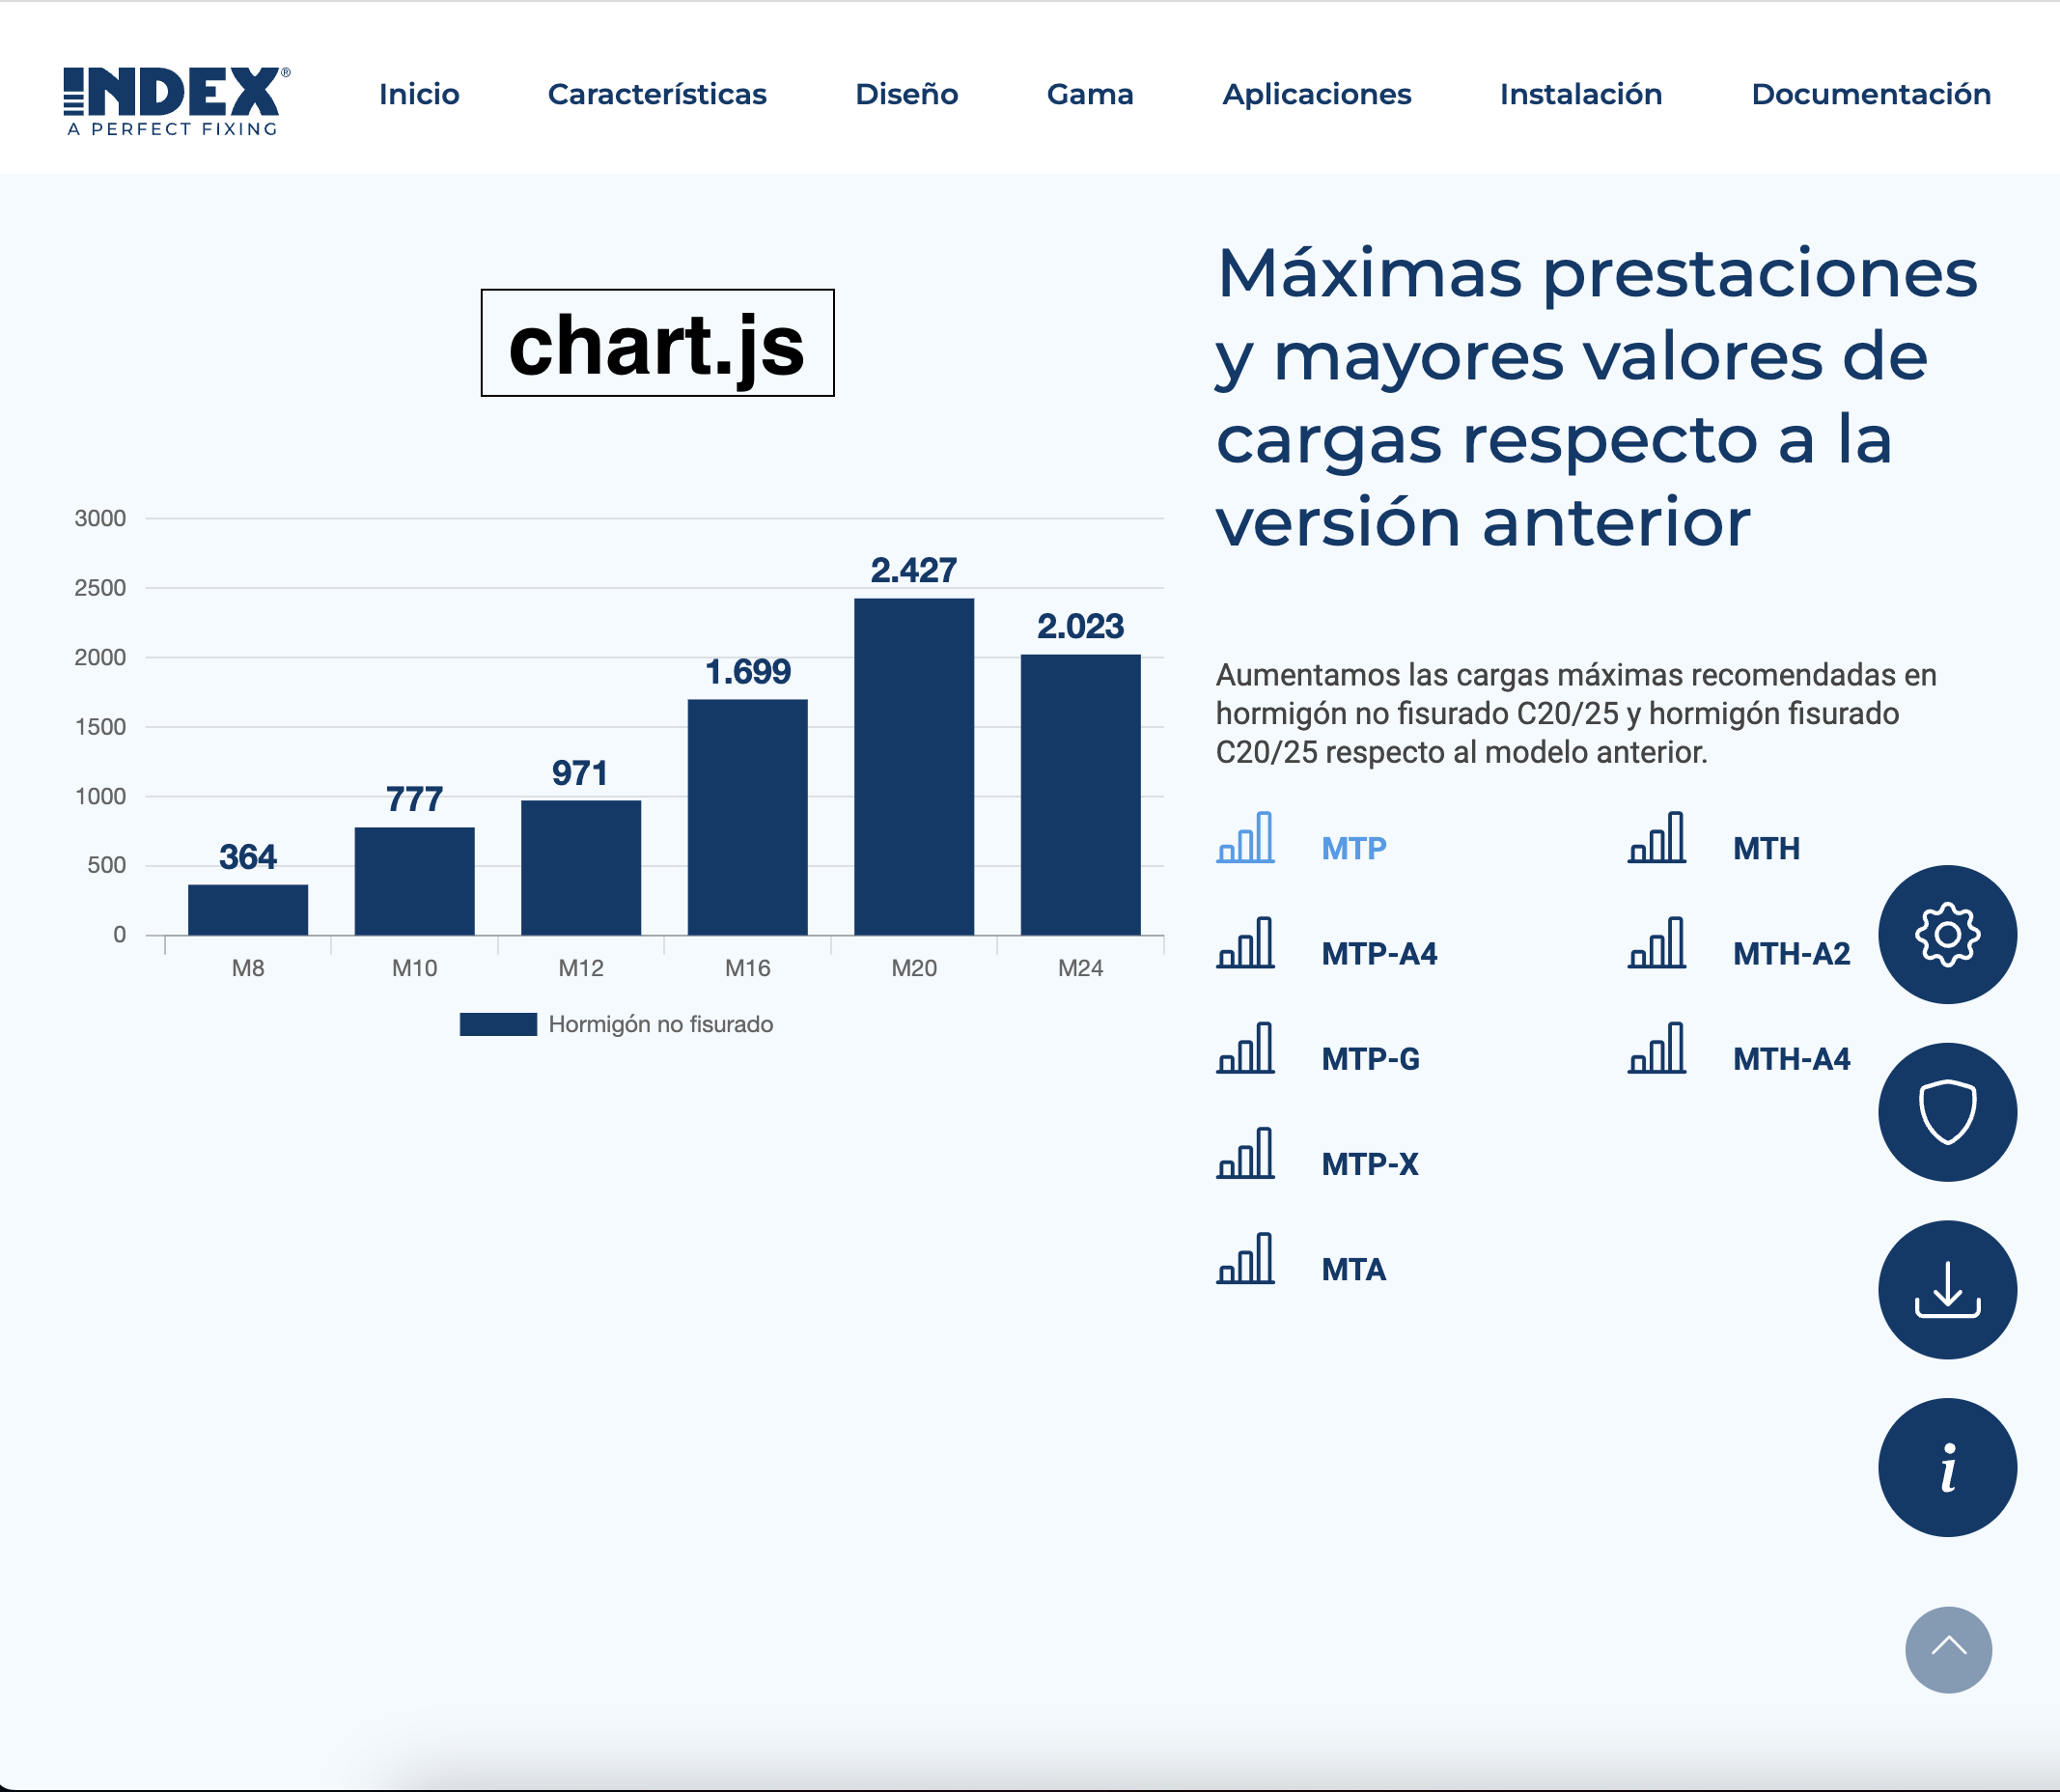 INDEX®
A PERFECT FIXING
Inicio
Características
Diseño
Gama
Aplicaciones
Instalación
Documentación
chart.js
3000
2500
2000
1500
1000
500
0
364
777
971
1.699
2.427
2.023
M8
M10
M12
M16
M20
M24
Hormigón no fisurado
Máximas prestaciones
y mayores valores de
cargas respecto a la
versión anterior
Aumentamos las cargas máximas recomendadas en
hormigón no fisurado C20/25 y hormigón fisurado
C20/25 respecto al modelo anterior.
MTP
MTH
MTP-A4
MTH-A2
MTP-G
MTH-A4
MTP-X
MTA
i